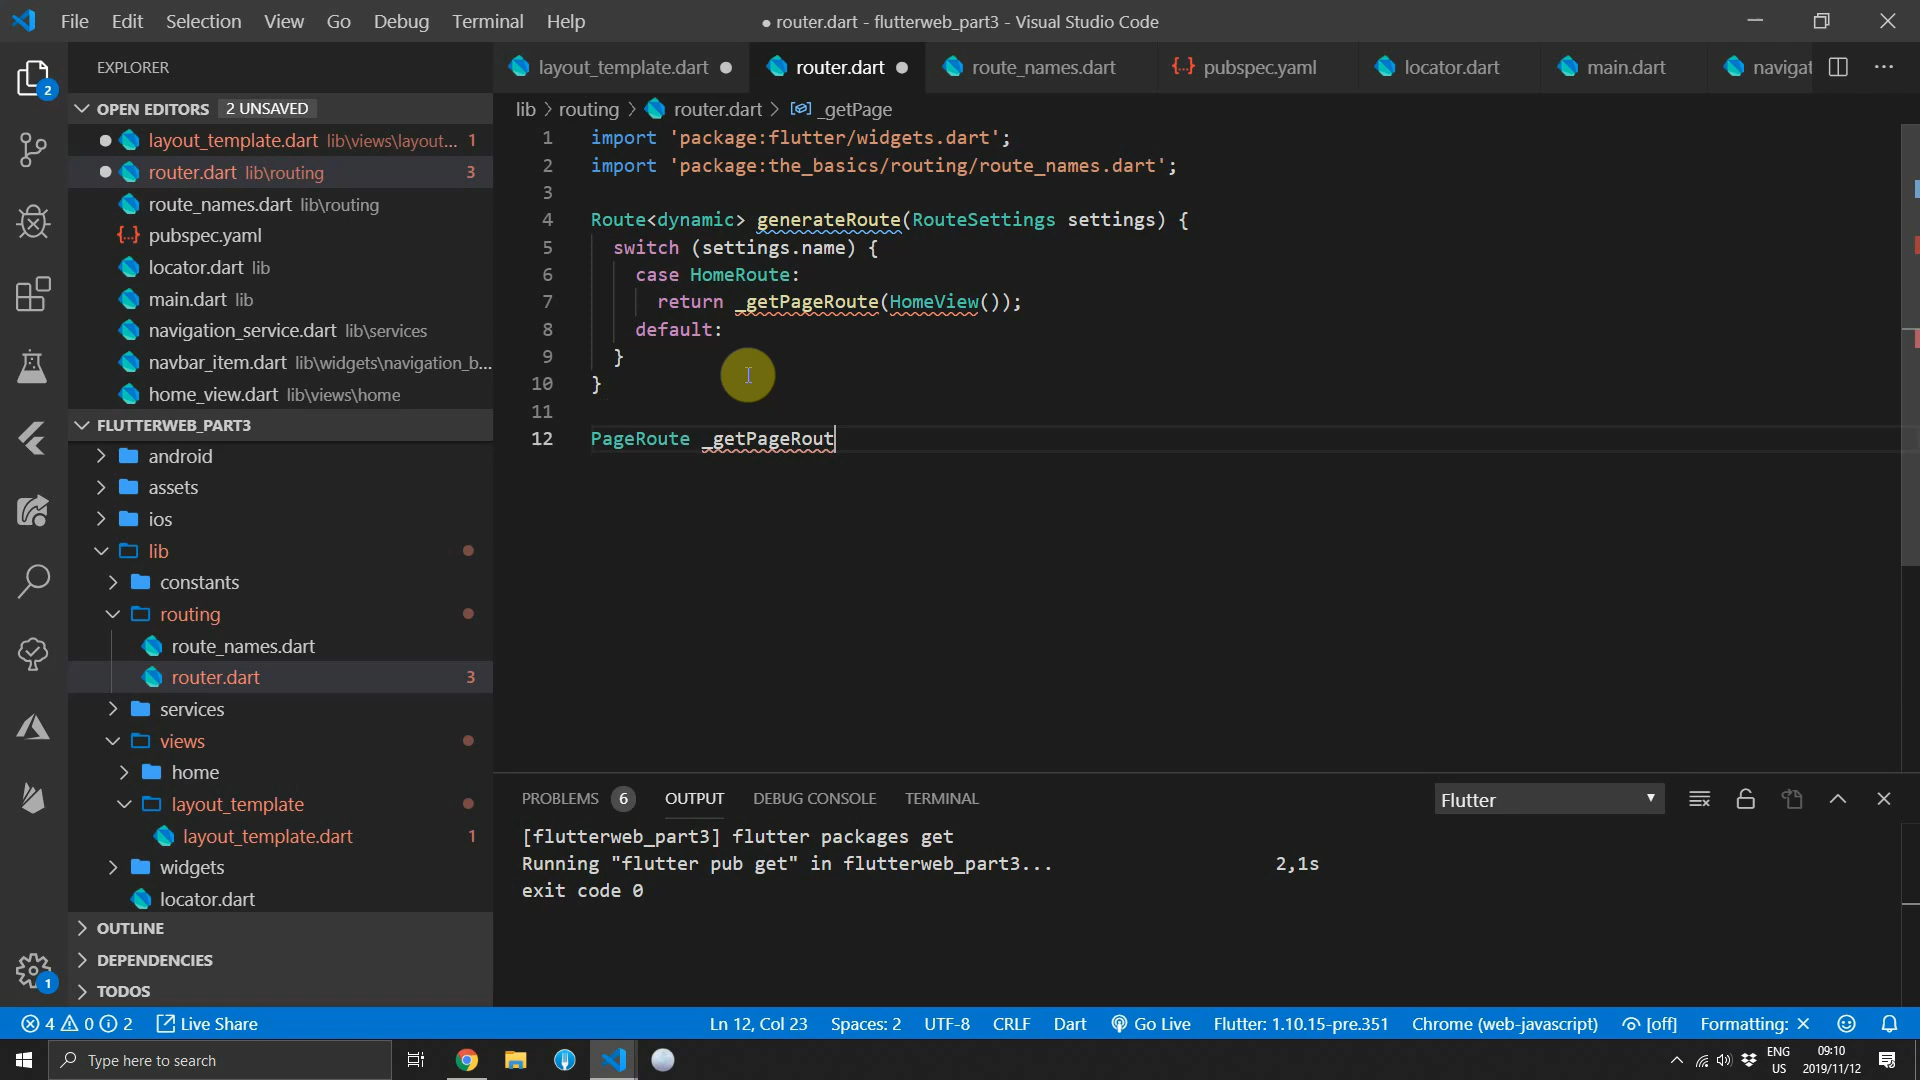 File Edit Selection View Go Debug Terminal Help
● router.dart - flutterweb_part3 - Visual Studio Code
EXPLORER
layout_template.dart router.dart route_names.dart pubspec.yaml locator.dart main.dart navigat
OPEN EDITORS 2 UNSAVED
layout_template.dart lib\views\layout... 1
router.dart lib\routing 3
route_names.dart lib\routing
pubspec.yaml
locator.dart lib
main.dart lib
navigation_service.dart lib\services
navbar_item.dart lib\widgets\navigation_b...
home_view.dart lib\views\home
FLUTTERWEB_PART3
android
assets
ios
lib
constants
routing
route_names.dart
router.dart 3
services
views
home
layout_template
layout_template.dart 1
widgets
locator.dart
OUTLINE
DEPENDENCIES
TODOS
2
1
lib > routing > router.dart > _getPage
1 import 'package:flutter/widgets.dart';
2 import 'package:the_basics/routing/route_names.dart';
3
4 Route<dynamic> generateRoute(RouteSettings settings) {
5 switch (settings.name) {
6 case HomeRoute:
7 return _getPageRoute(HomeView());
8 default:
9 }
10 }
11
12 PageRoute _getPageRout
PROBLEMS 6 OUTPUT DEBUG CONSOLE TERMINAL
Flutter
[flutterweb_part3] flutter packages get
Running "flutter pub get" in flutterweb_part3... 2,1s
exit code 0
4 0 2 Live Share
Ln 12, Col 23 Spaces: 2 UTF-8 CRLF Dart Go Live Flutter: 1.10.15-pre.351 Chrome (web-javascript) [off] Formatting: ×
Type here to search
ENG
US
09:10
2019/11/12